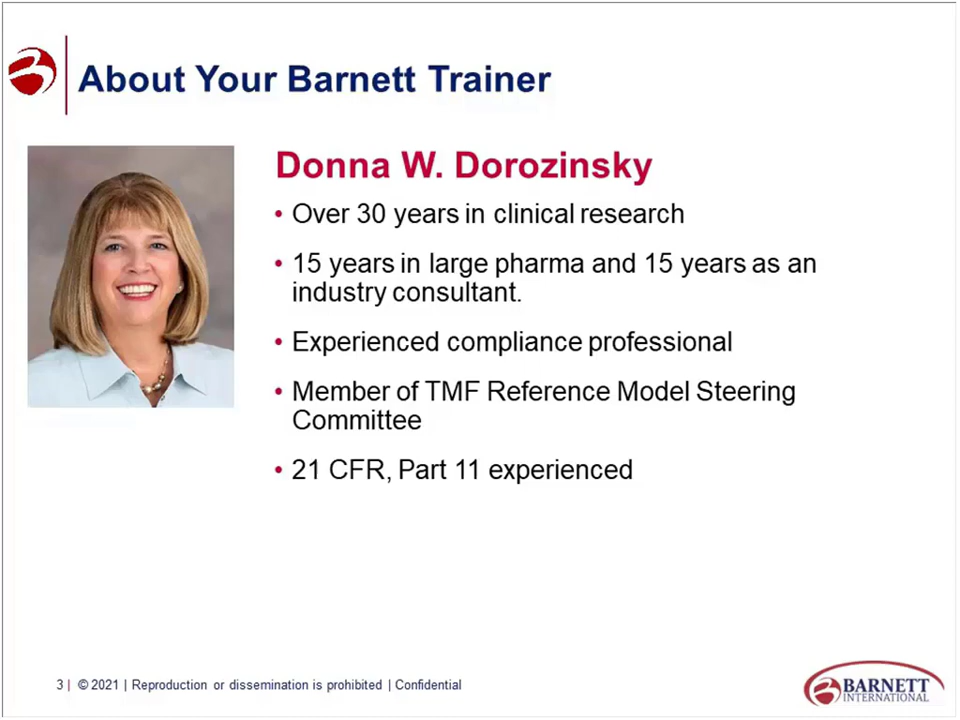 About Your Barnett Trainer
Donna W. Dorozinsky
• Over 30 years in clinical research
• 15 years in large pharma and 15 years as an
industry consultant.
• Experienced compliance professional
• Member of TMF Reference Model Steering
Committee
• 21 CFR, Part 11 experienced
3 | © 2021 | Reproduction or dissemination is prohibited | Confidential
BARNETT
INTERNATIONAL